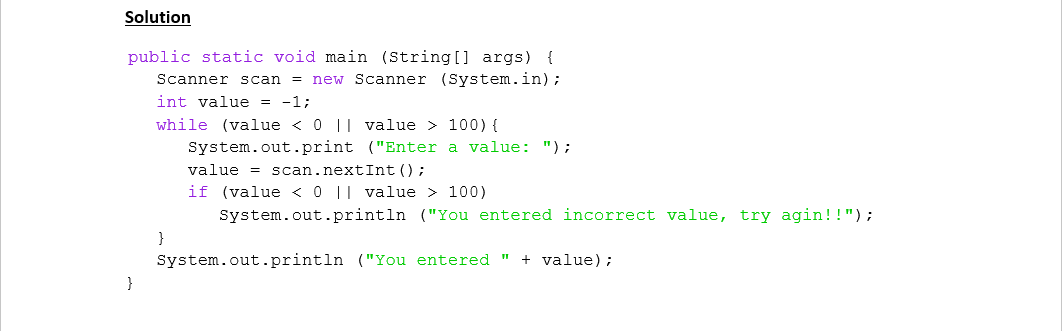 Solution
public static void main (String[] args) {
Scanner scan = new Scanner (System.in);
int value = -1;
while (value < 0 || value > 100){
System.out.print ("Enter a value: ");
value = scan.nextInt();
if (value < 0 || value > 100)
System.out.println ("You entered incorrect value, try agin!!");
}
System.out.println ("You entered " + value);
}